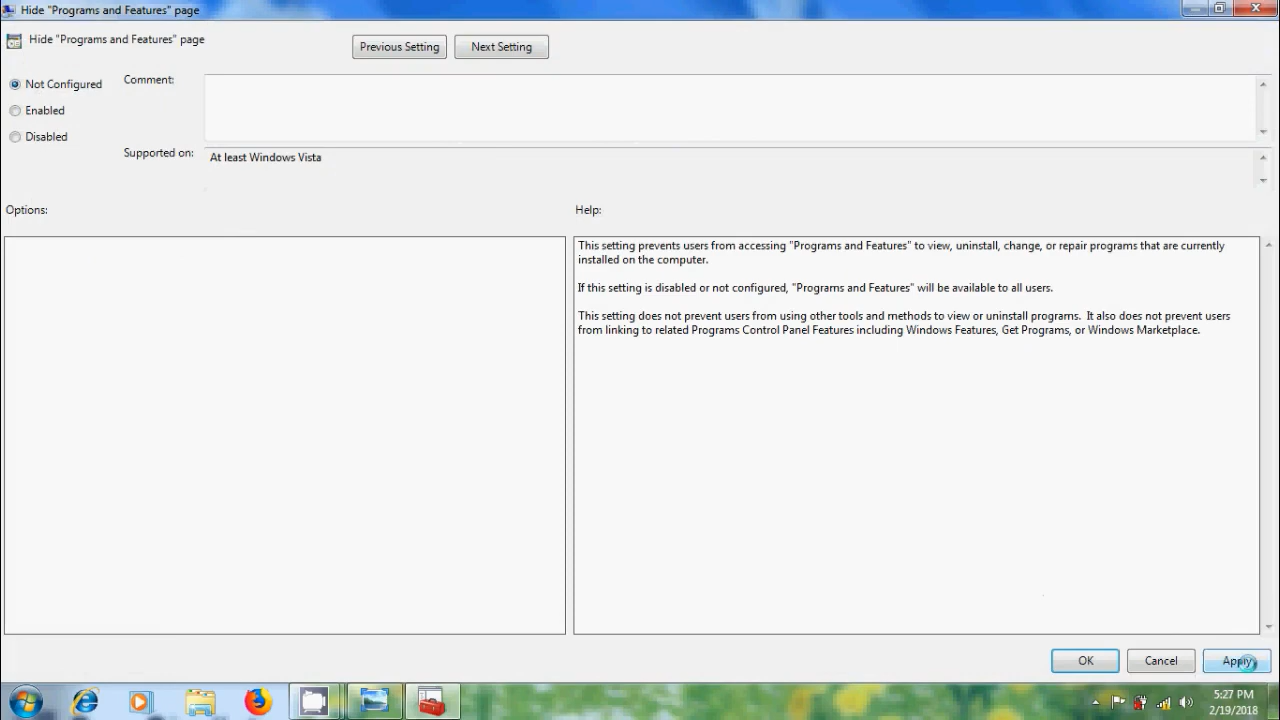 Hide "Programs and Features" page
Hide "Programs and Features" page
Previous Setting
Next Setting
Not Configured
Comment:
Enabled
Disabled
Supported on:
At least Windows Vista
Options:
Help:
This setting prevents users from accessing "Programs and Features" to view, uninstall, change, or repair programs that are currently
installed on the computer.
If this setting is disabled or not configured, "Programs and Features" will be available to all users.
This setting does not prevent users from using other tools and methods to view or uninstall programs.  It also does not prevent users
from linking to related Programs Control Panel Features including Windows Features, Get Programs, or Windows Marketplace.
OK
Cancel
Apply
5:27 PM
2/19/2018